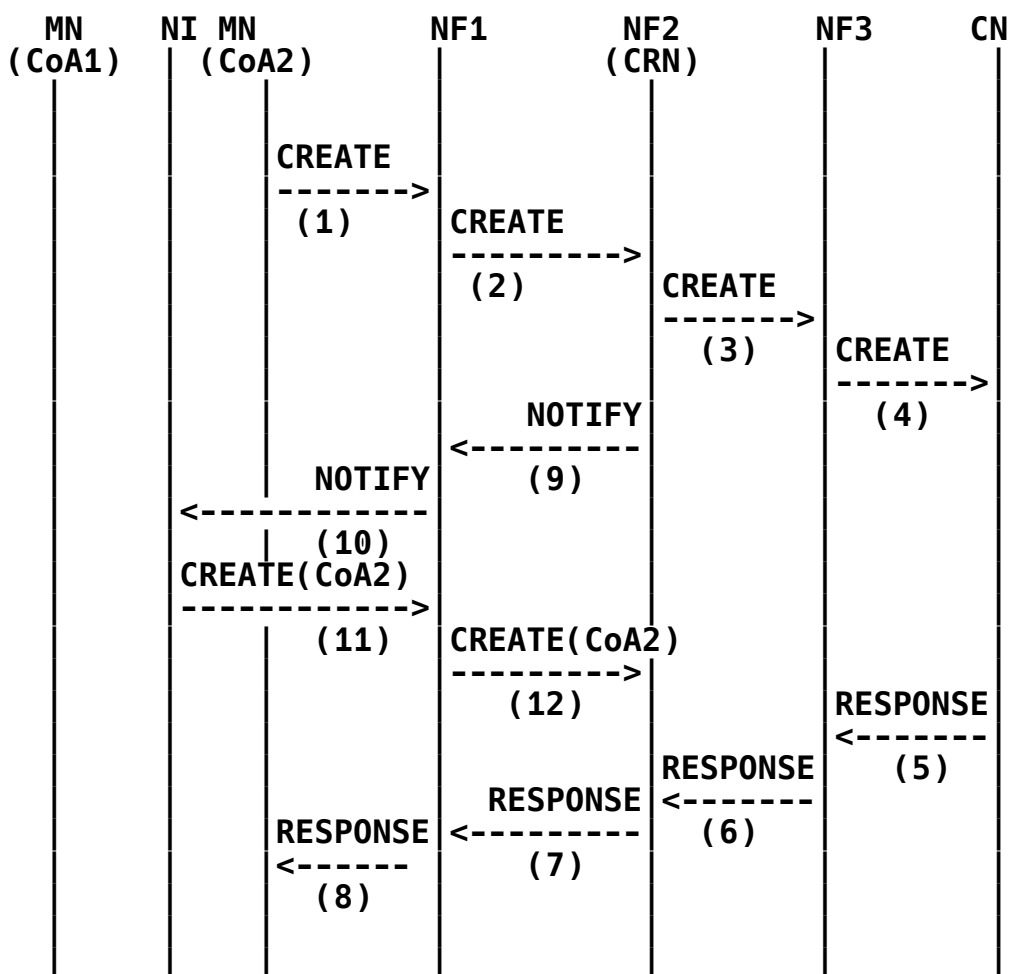 MN NI MN NF1 NF2 NF3 CN
(CoA1) (CoA2) (CRN)
CREATE
------->
(1) CREATE
--------->
(2) CREATE
------->
(3) CREATE
------->
NOTIFY (4)
<---------
NOTIFY (9)
<------------
(10)
CREATE(CoA2)
------------>
(11) CREATE(CoA2)
--------->
(12) RESPONSE
<-------
RESPONSE (5)
RESPONSE <-------
RESPONSE <--------- (6)
<------ (7)
(8)